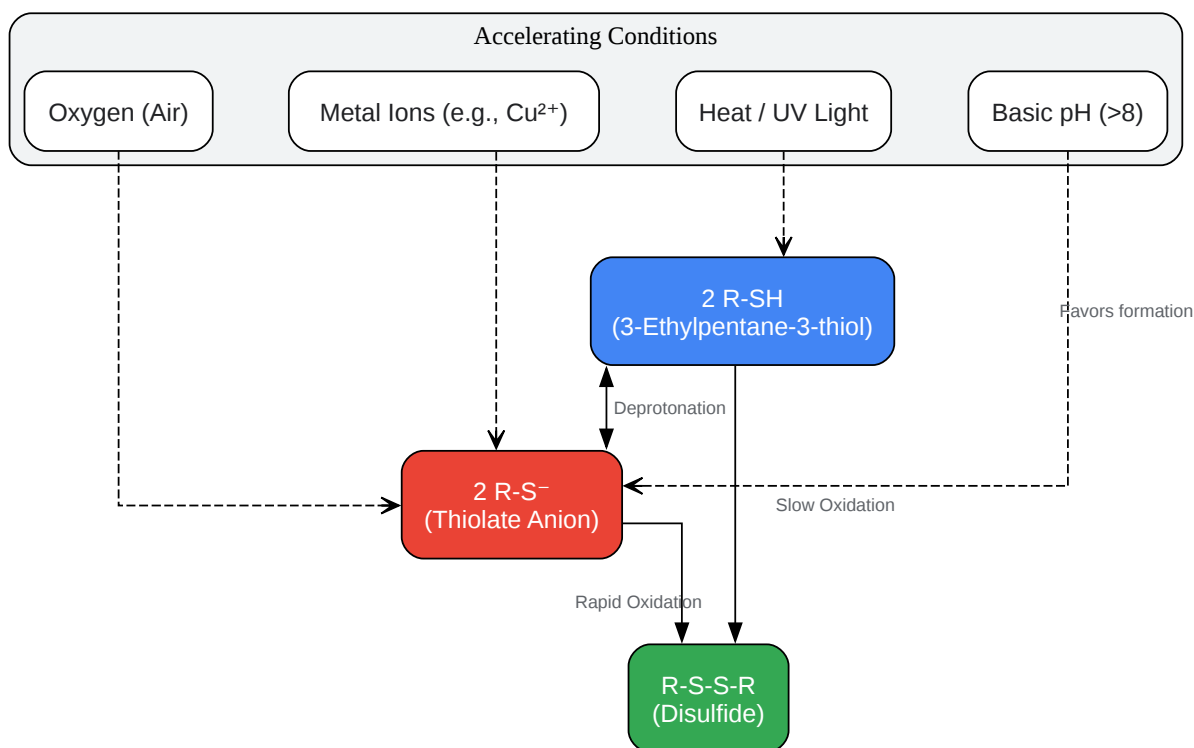 Accelerating Conditions
Oxygen (Air)
Metal Ions (e.g., Cu²⁺)
Heat / UV Light
Basic pH (>8)
2 R-SH
(3-Ethylpentane-3-thiol)
Favors formation
Deprotonation
2 R-S⁻
(Thiolate Anion)
Slow Oxidation
Rapid Oxidation
R-S-S-R
(Disulfide)